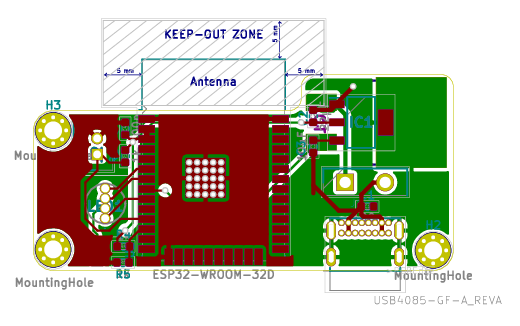 KEEP-OUT ZONE
5 mm
5 mm
5 mm
Antenna
H3
IC1
Mou
H2
R5
ESP32-WROOM-32D
MountingHole
MountingHole
USB4085-GF-A_REVA